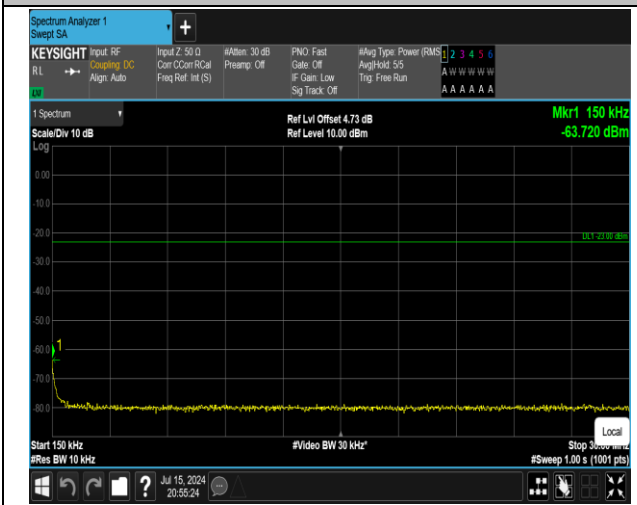 Spectrum Analyzer 1
Swept SA
+
KEYSIGHT
RL
LXI
Input: RF
Coupling: DC
Align: Auto
Input Z: 50 Ω
Corr CCorr RCal
Freq Ref: Int (S)
#Atten: 30 dB
Preamp: Off
PNO: Fast
Gate: Off
IF Gain: Low
Sig Track: Off
#Avg Type: Power (RMS
Avg|Hold: 5/5
Trig: Free Run
1 2 3 4 5 6
A W W W W W
A A A A A A
1 Spectrum
Scale/Div 10 dB
Log
Ref Lvl Offset 4.73 dB
Ref Level 10.00 dBm
Mkr1 150 kHz
-63.720 dBm
0.00
-10.0
-20.0
DL1 -23.00 dBm
-30.0
-40.0
-50.0
-60.0
1
-70.0
-80.0
Local
Start 150 kHz
#Res BW 10 kHz
#Video BW 30 kHz*
Stop 30.00 MHz
#Sweep 1.00 s (1001 pts)
?
Jul 15, 2024
20:55:24